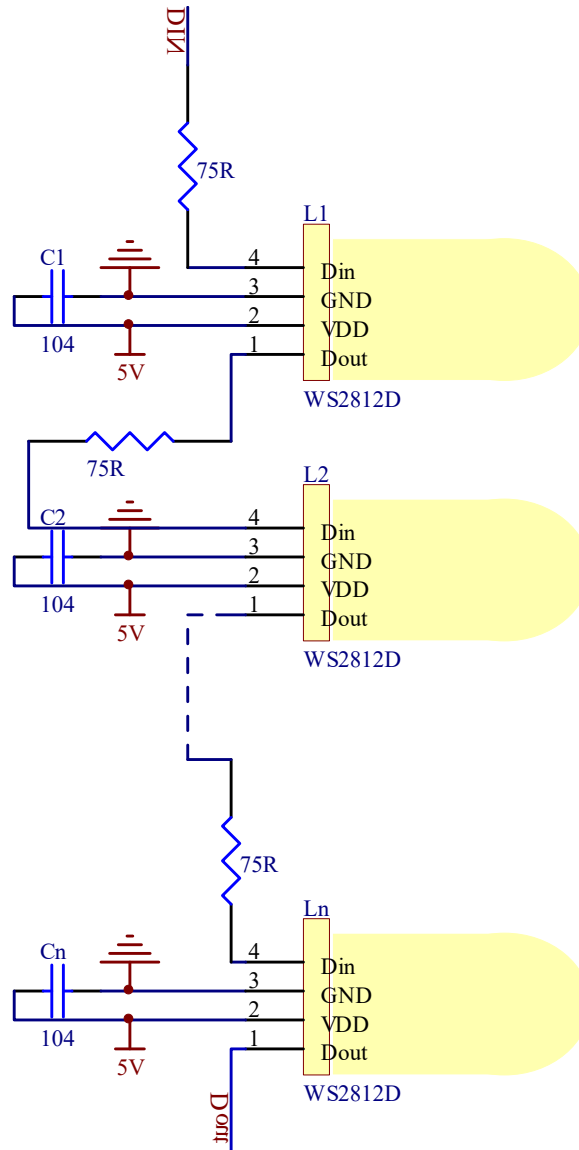 DIN
75R
L1
C1
4
Din
3
GND
2
VDD
104
1
Dout
5V
WS2812D
75R
L2
C2
4
Din
3
GND
2
VDD
104
1
Dout
5V
WS2812D
75R
Ln
Cn
4
Din
3
GND
2
VDD
104
1
Dout
5V
WS2812D
Dout